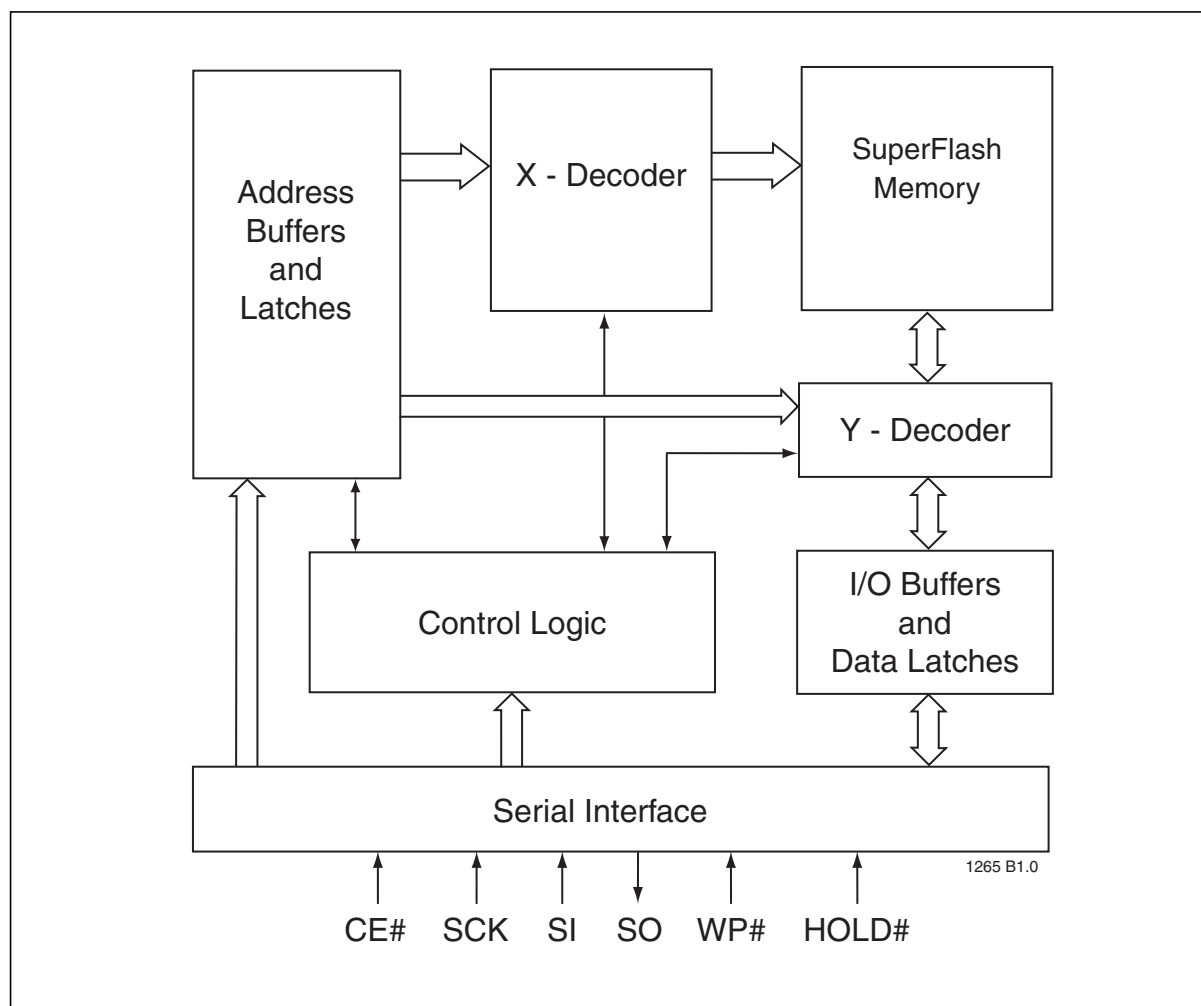 Address
Buffers
and
Latches
X - Decoder
SuperFlash
Memory
Y - Decoder
Control Logic
I/O Buffers
and
Data Latches
Serial Interface
1265 B1.0
CE# SCK SI SO WP# HOLD#